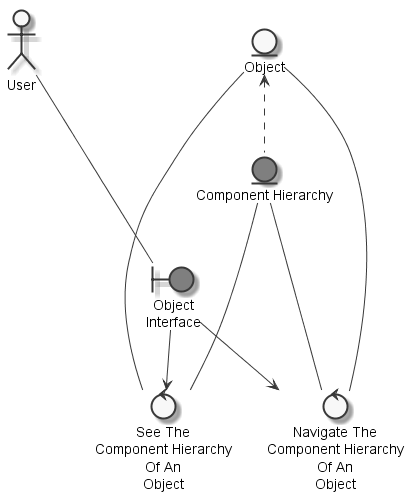 User
Object
Component Hierarchy
Object
Interface
See The
Component Hierarchy
Of An
Object
Navigate The
Component Hierarchy
Of An
Object